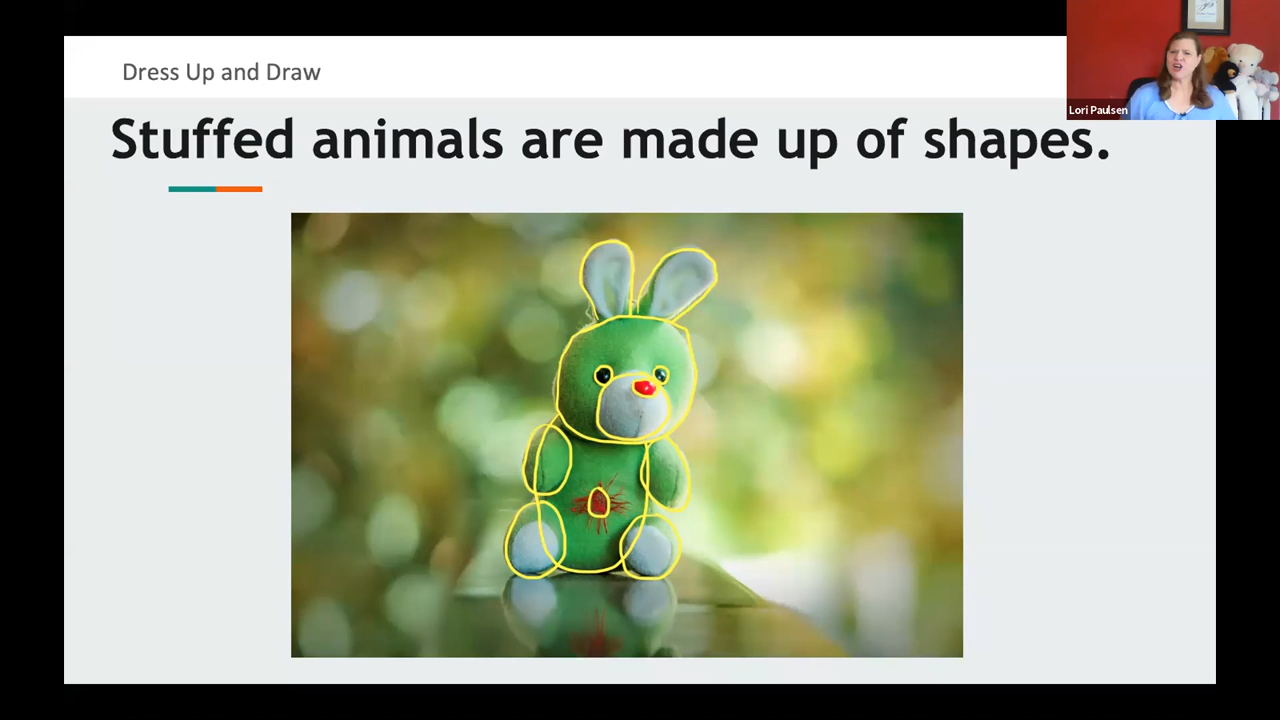 Dress Up and Draw
Stuffed animals are made up of shapes.
Lori Paulsen